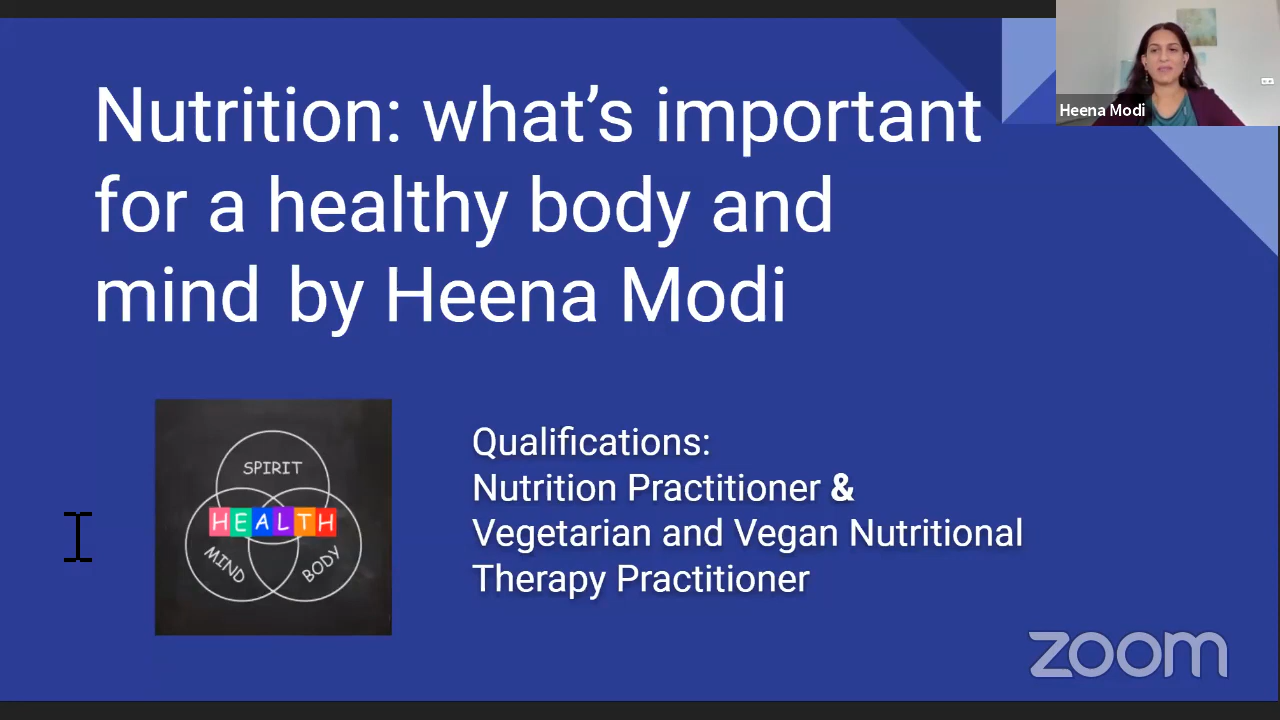 Nutrition: what’s important
for a healthy body and
mind by Heena Modi
Heena Modi
SPIRIT
HEALTH
MIND
BODY
Qualifications:
Nutrition Practitioner &
Vegetarian and Vegan Nutritional
Therapy Practitioner
zoom